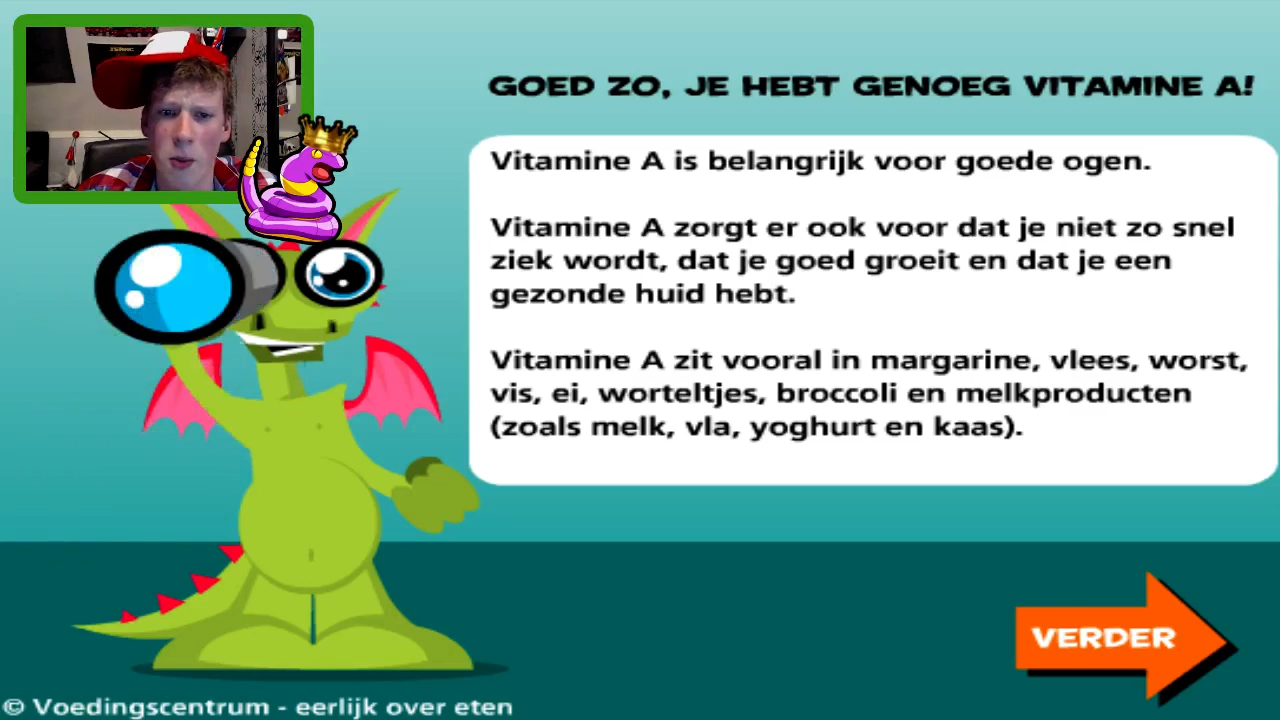 GOED ZO, JE HEBT GENOEG VITAMINE A!
Vitamine A is belangrijk voor goede ogen.
Vitamine A zorgt er ook voor dat je niet zo snel
ziek wordt, dat je goed groeit en dat je een
gezonde huid hebt.
Vitamine A zit vooral in margarine, vlees, worst,
vis, ei, worteltjes, broccoli en melkproducten
(zoals melk, vla, yoghurt en kaas).
VERDER
© Voedingscentrum - eerlijk over eten